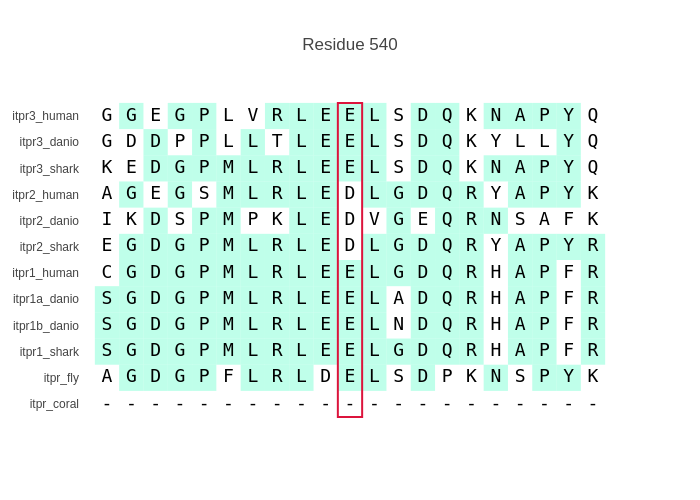 Residue 540
itpr3_human G G E G P L V R L E E L S D Q K N A P Y Q
itpr3_danio G D D P P L L T L E E L S D Q K Y L L Y Q
itpr3_shark K E D G P M L R L E E L S D Q K N A P Y Q
itpr2_human A G E G S M L R L E D L G D Q R Y A P Y K
itpr2_danio I K D S P M P K L E D V G E Q R N S A F K
itpr2_shark E G D G P M L R L E D L G D Q R Y A P Y R
itpr1_human C G D G P M L R L E E L G D Q R H A P F R
itpr1a_danio S G D G P M L R L E E L A D Q R H A P F R
itpr1b_danio S G D G P M L R L E E L N D Q R H A P F R
itpr1_shark S G D G P M L R L E E L G D Q R H A P F R
itpr_fly A G D G P F L R L D E L S D P K N S P Y K
itpr_coral - - - - - - - - - - - - - - - - - - - - -